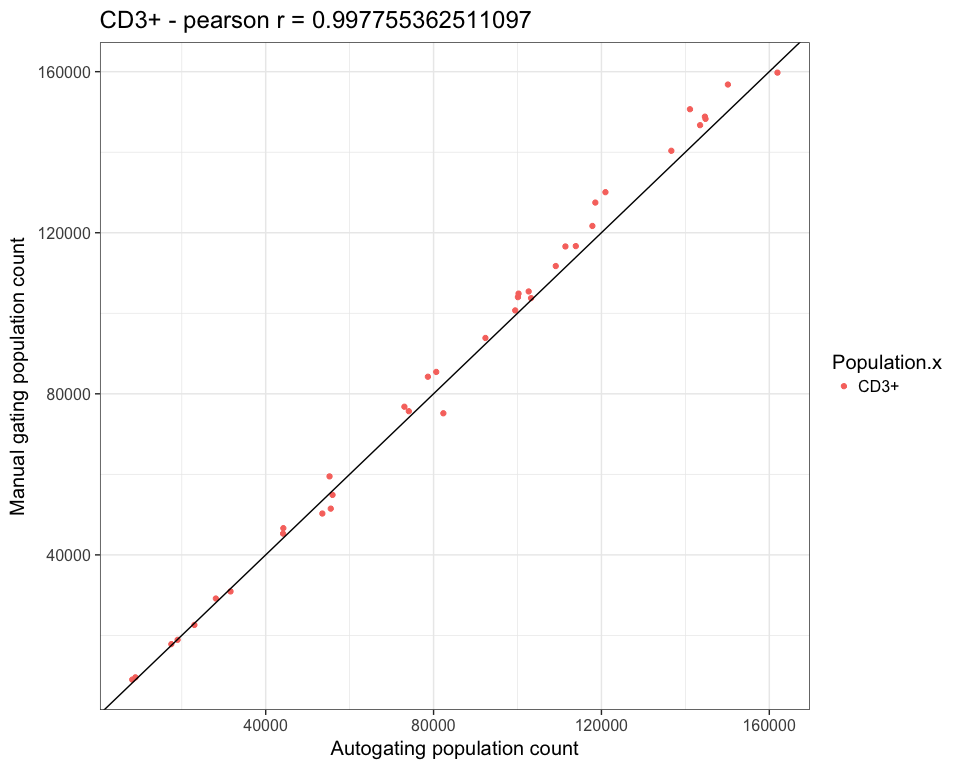 CD3+ - pearson r = 0.997755362511097
Manual gating population count
160000
120000
80000
40000
40000
80000
120000
160000
Autogating population count
Population.x
CD3+